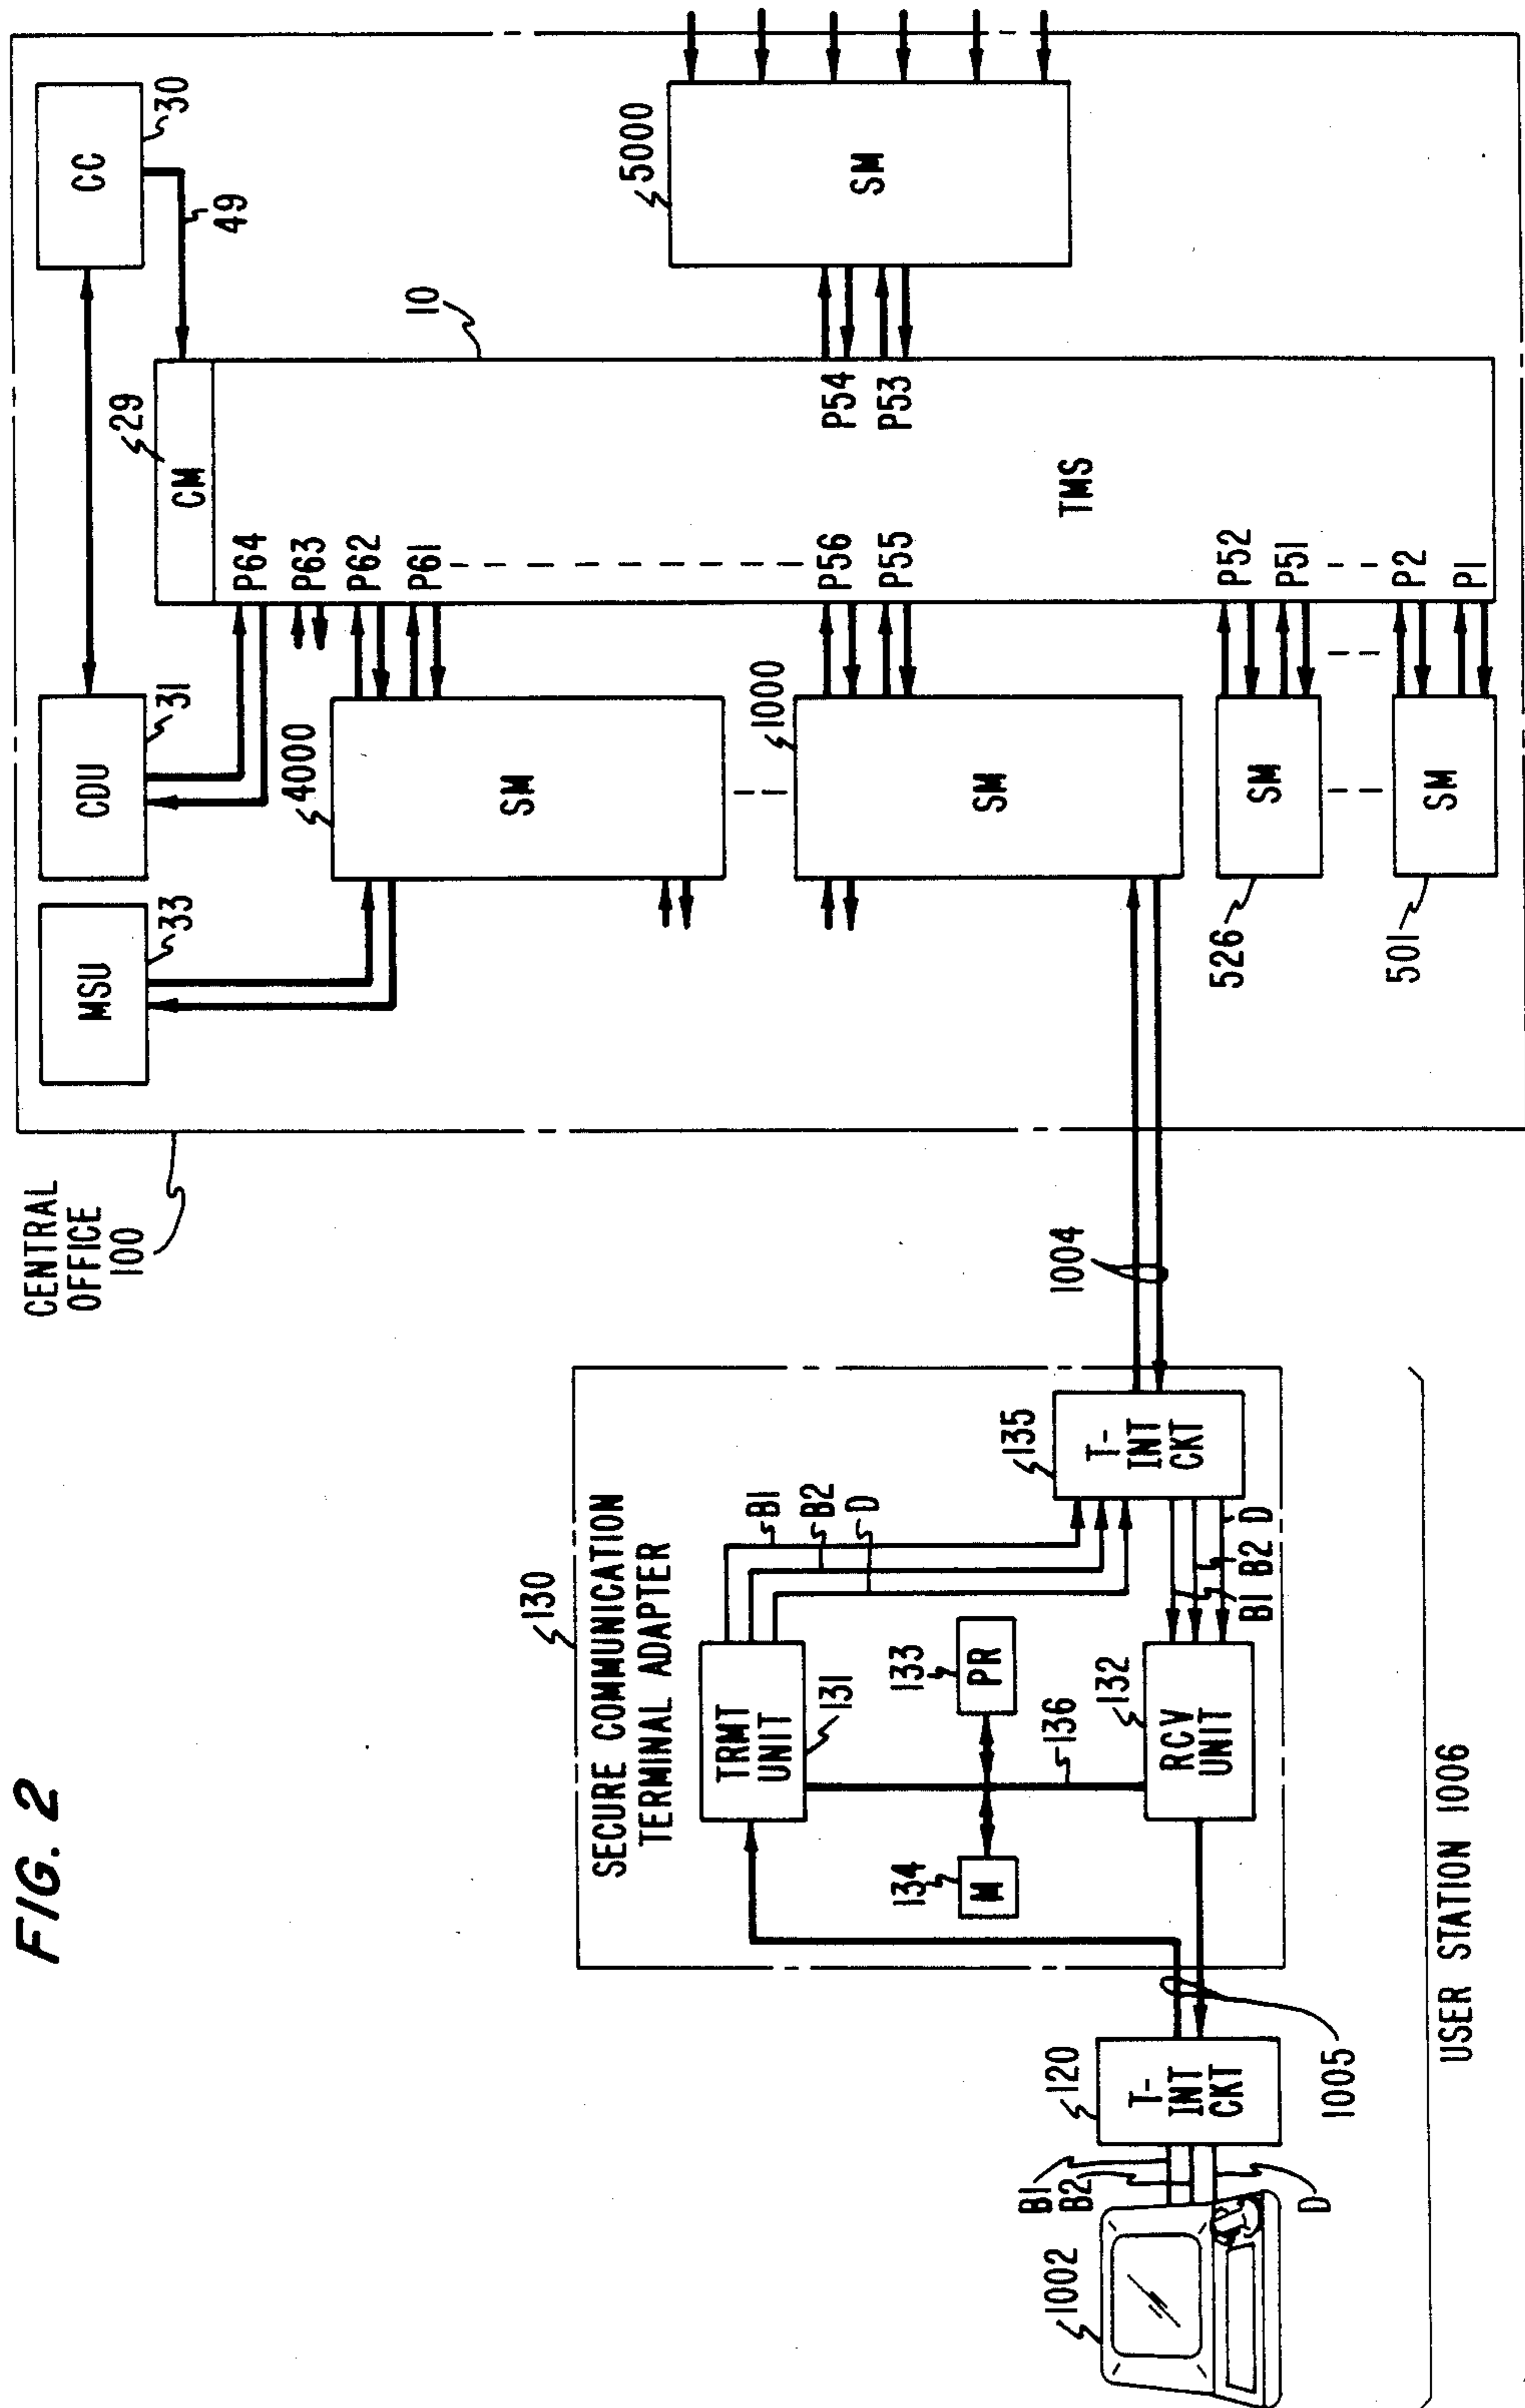 FIG. 2
CENTRAL
OFFICE
100
MSU
33
CDU
31
CC
30
49
CM
29
10
TMS
P64
P63
P62
P61
P56
P55
P54
P53
P52
P51
P2
P1
SM
4000
SM
1000
SM
526
SM
501
SM
5000
1004
130
SECURE COMMUNICATION
TERMINAL ADAPTER
TRMT
UNIT
131
B1
B2
D
135
T-
INT
CKT
133
PR
134
M
136
132
RCV
UNIT
B1 B2 D
1005
120
T-
INT
CKT
B1
B2
D
1002
USER STATION 1006